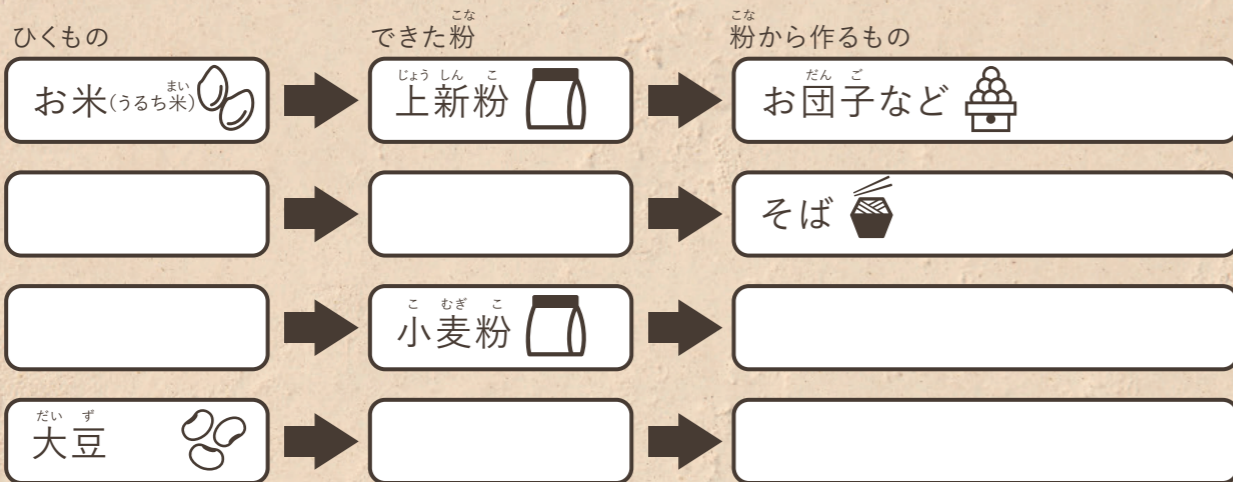 ひくもの
できた粉
粉から作るもの
お米(うるち米)
上新粉
お団子など
そば
小麦粉
大豆